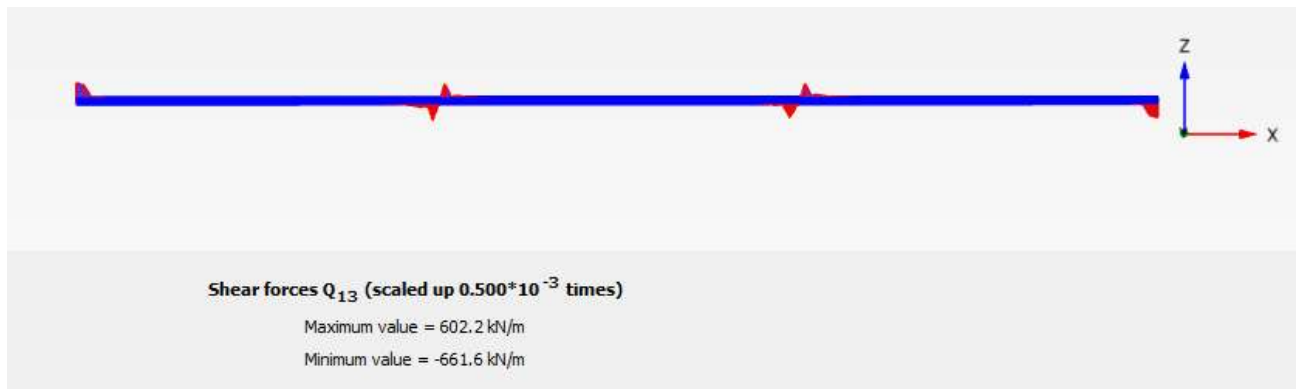 Z
X
Shear forces Q13 (scaled up 0.500*10-3 times)
Maximum value = 602.2 kN/m
Minimum value = -661.6 kN/m